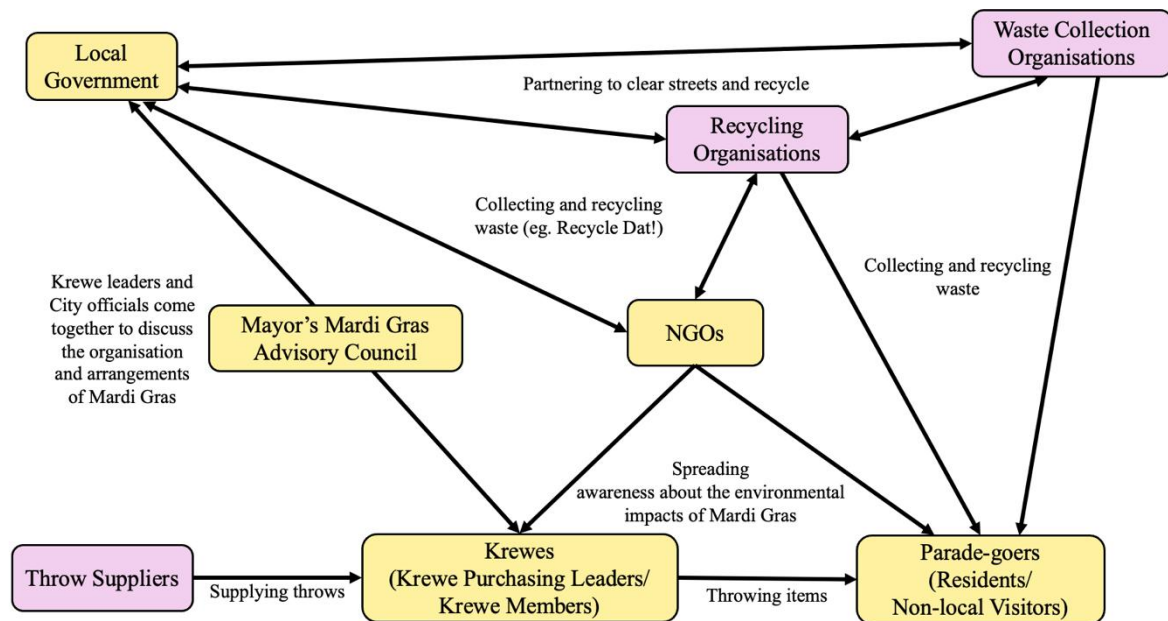 Local
Government
Waste Collection
Organisations
Partnering to clear streets and recycle
Recycling
Organisations
Collecting and recycling
waste (eg. Recycle Dat!)
Collecting and recycling
waste
Krewe leaders and
City officials come
together to discuss
the organisation
and arrangements
of Mardi Gras
Mayor’s Mardi Gras
Advisory Council
NGOs
Spreading
awareness about the environmental
impacts of Mardi Gras
Throw Suppliers
Supplying throws
Krewes
(Krewe Purchasing Leaders/
Krewe Members)
Throwing items
Parade-goers
(Residents/
Non-local Visitors)